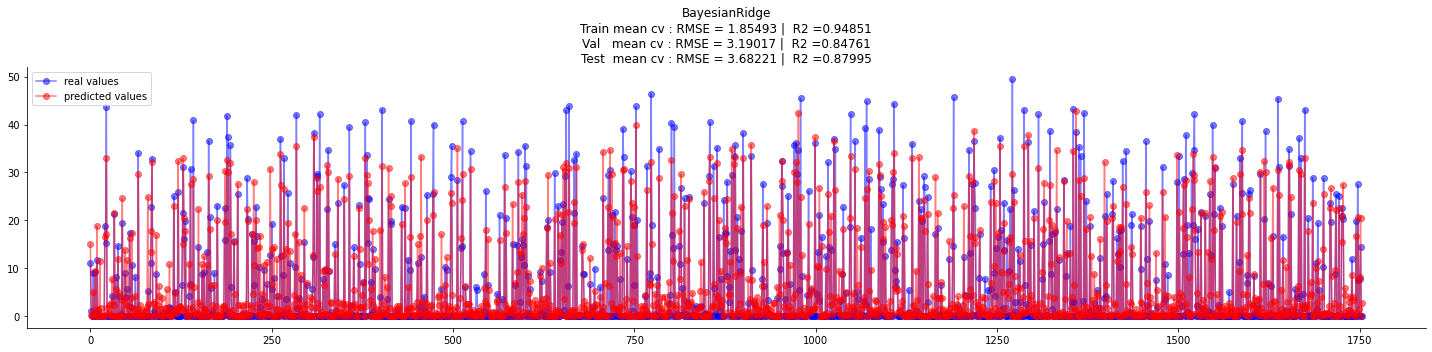 BayesianRidge
Train mean cv : RMSE = 1.85493 |  R2 =0.94851
Val   mean cv : RMSE = 3.19017 |  R2 =0.84761
Test  mean cv : RMSE = 3.68221 |  R2 =0.87995
real values
predicted values
50
40
30
20
10
0
0 250 500 750 1000 1250 1500 1750